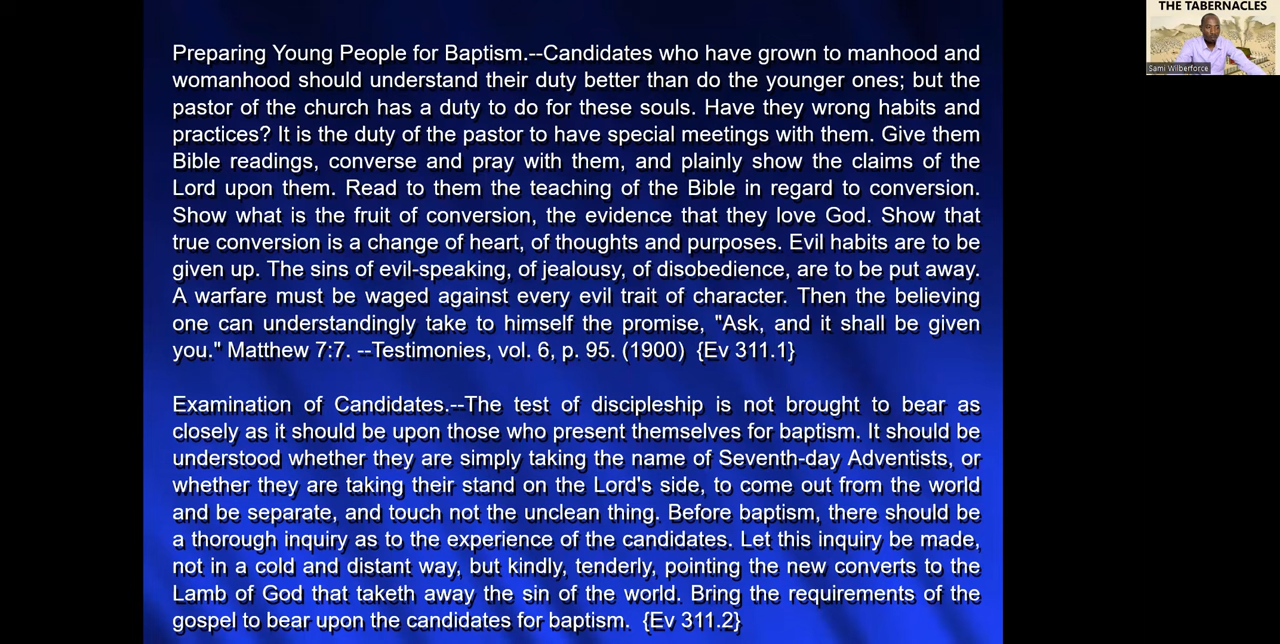 THE TABERNACLES
Sami Wilberforce
Preparing Young People for Baptism.--Candidates who have grown to manhood and
womanhood should understand their duty better than do the younger ones; but the
pastor of the church has a duty to do for these souls. Have they wrong habits and
practices? It is the duty of the pastor to have special meetings with them. Give them
Bible readings, converse and pray with them, and plainly show the claims of the
Lord upon them. Read to them the teaching of the Bible in regard to conversion.
Show what is the fruit of conversion, the evidence that they love God. Show that
true conversion is a change of heart, of thoughts and purposes. Evil habits are to be
given up. The sins of evil-speaking, of jealousy, of disobedience, are to be put away.
A warfare must be waged against every evil trait of character. Then the believing
one can understandingly take to himself the promise, "Ask, and it shall be given
you." Matthew 7:7. --Testimonies, vol. 6, p. 95. (1900) {Ev 311.1}
Examination of Candidates.--The test of discipleship is not brought to bear as
closely as it should be upon those who present themselves for baptism. It should be
understood whether they are simply taking the name of Seventh-day Adventists, or
whether they are taking their stand on the Lord's side, to come out from the world
and be separate, and touch not the unclean thing. Before baptism, there should be
a thorough inquiry as to the experience of the candidates. Let this inquiry be made,
not in a cold and distant way, but kindly, tenderly, pointing the new converts to the
Lamb of God that taketh away the sin of the world. Bring the requirements of the
gospel to bear upon the candidates for baptism. {Ev 311.2}